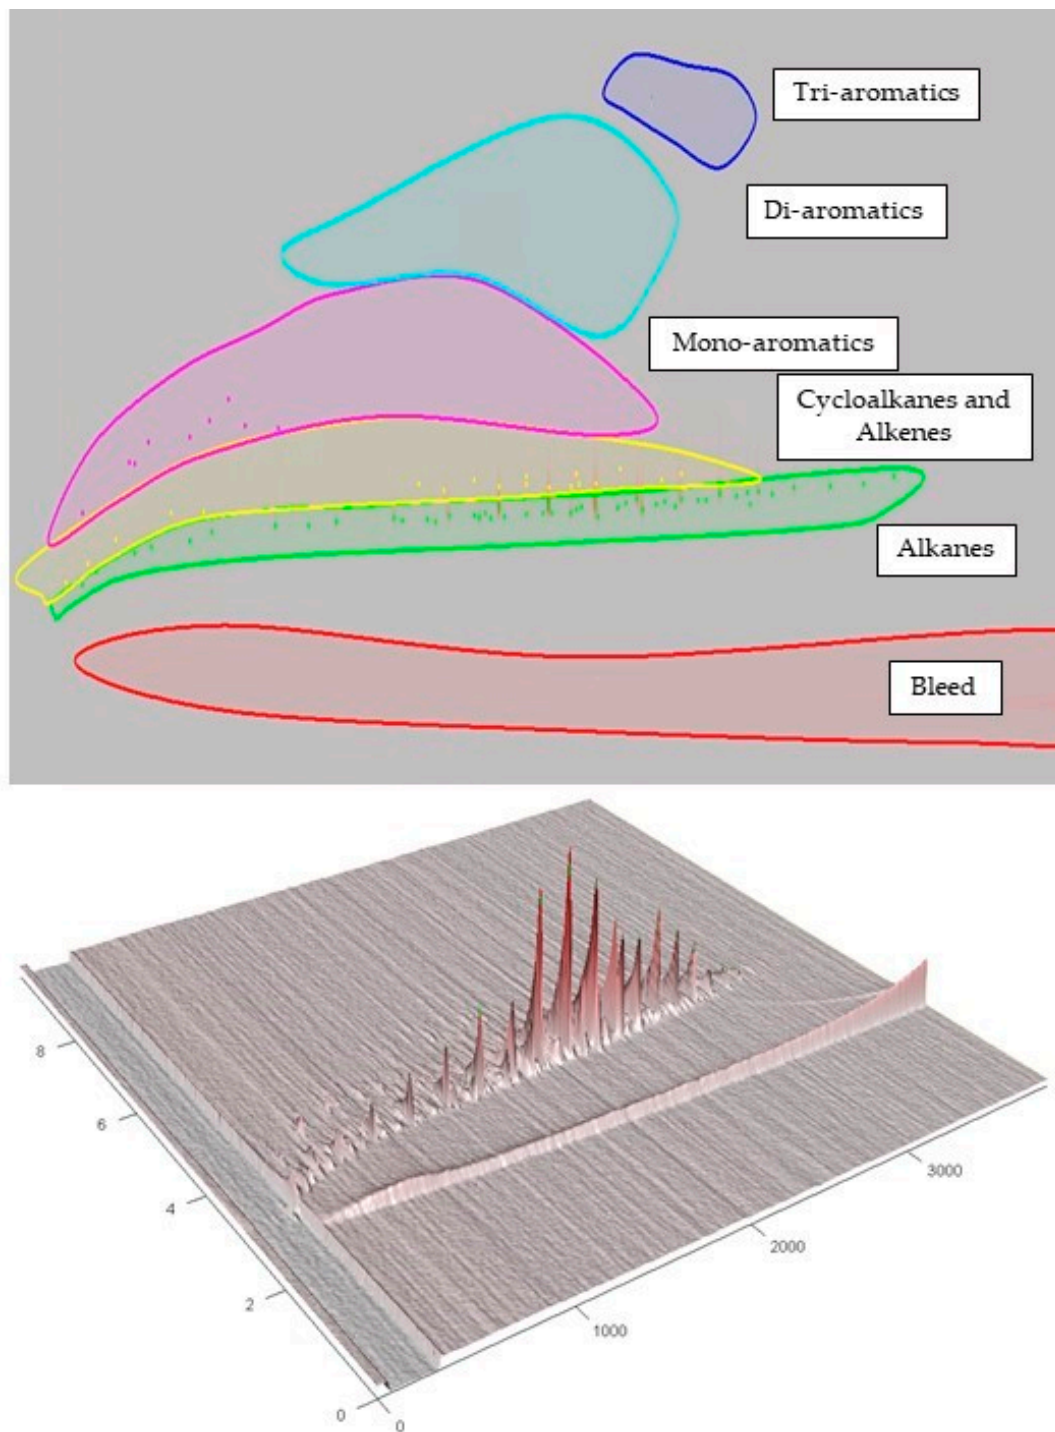 Tri-aromatics
Di-aromatics
Mono-aromatics
Cycloalkanes and
Alkenes
Alkanes
Bleed
8
6
4
2
0
0
1000
2000
3000